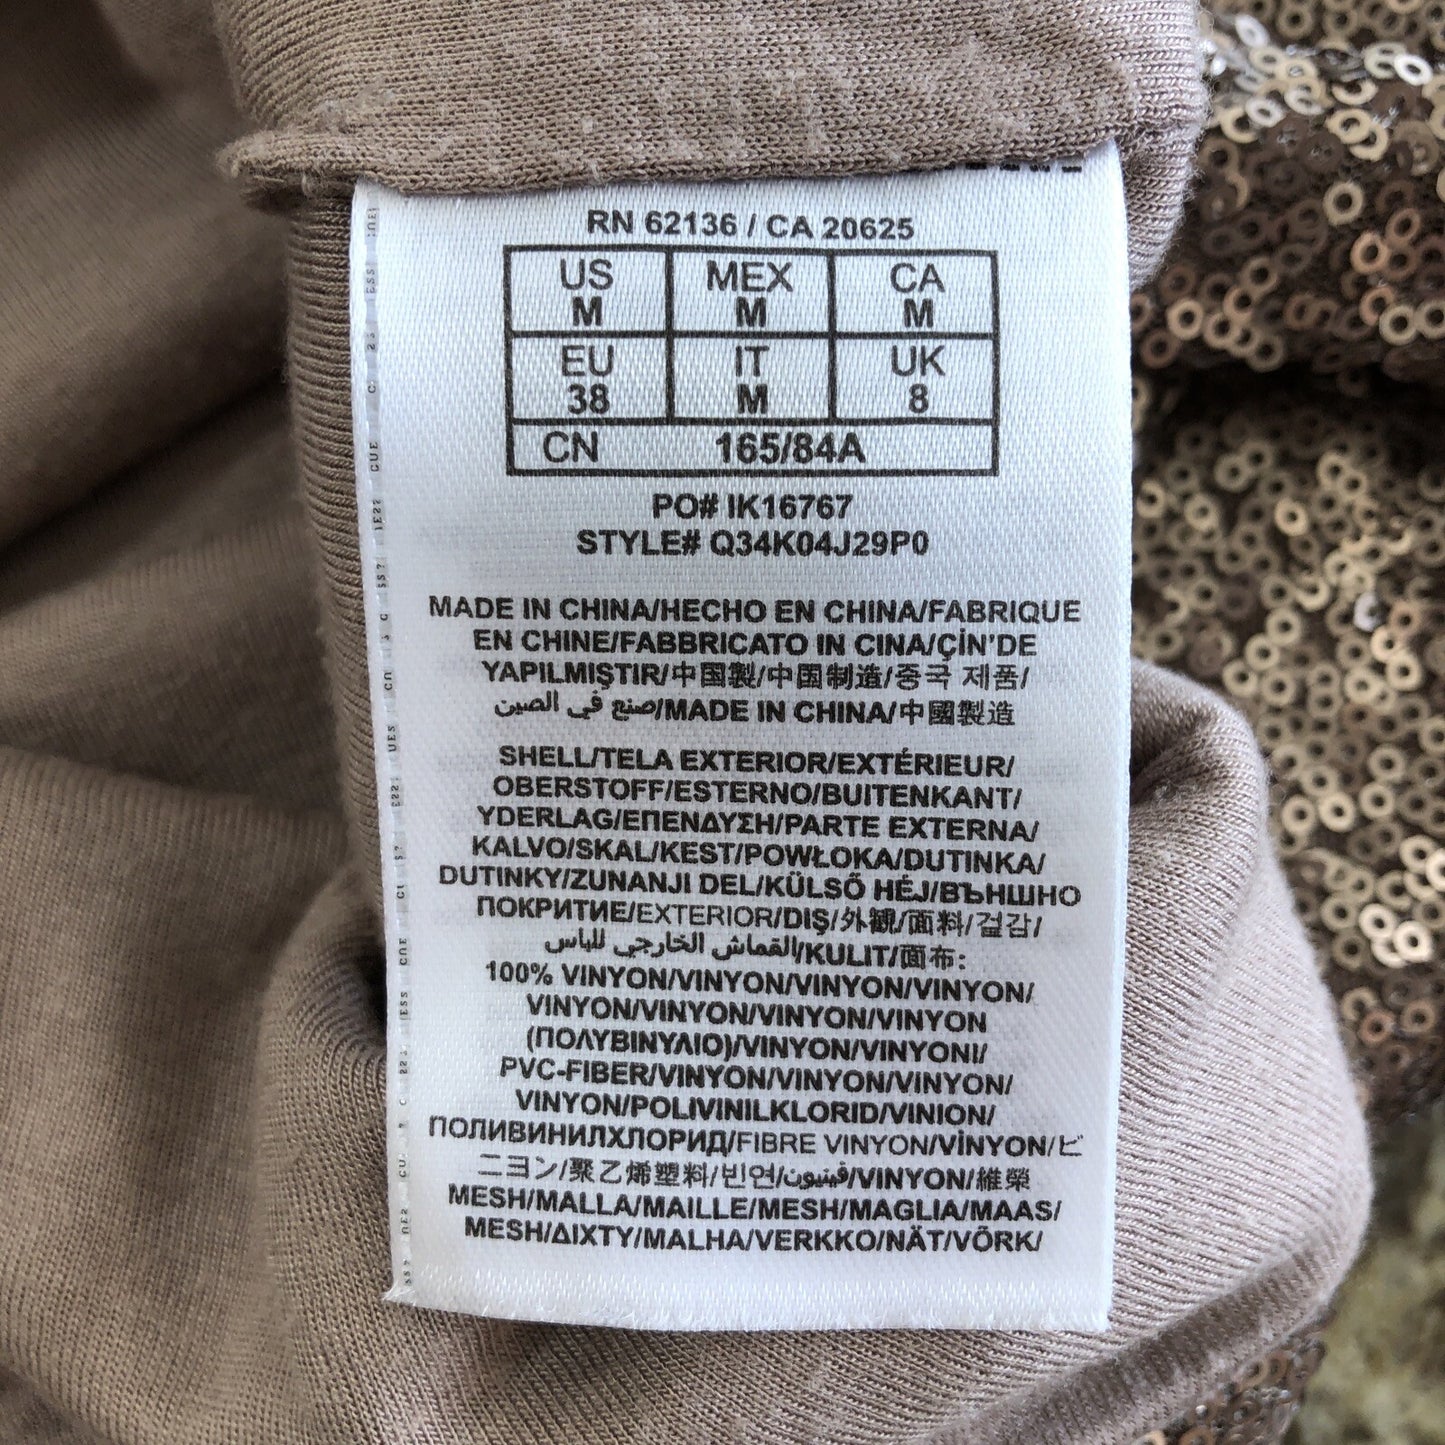 RN 62136 / CA 20625
US MEX CA
M M M
EU IT UK
38 M 8
CN 165/84A
PO# IK16767
STYLE# Q34K04J29P0
MADE IN CHINA/HECHO EN CHINA/FABRIQUE
EN CHINE/FABBRICATO IN CINA/ÇİN'DE
YAPILMIŞTIR/中国製/中国制造/중국 제품/
صنع في الصين/MADE IN CHINA/中國製造
SHELL/TELA EXTERIOR/EXTÉRIEUR/
OBERSTOFF/ESTERNO/BUITENKANT/
YDERLAG/ΕΠΕΝΔΥΣΗ/PARTE EXTERNA/
KALVO/SKAL/KEST/POWŁOKA/DUTINKA/
DUTINKY/ZUNANJI DEL/KÜLSŐ HÉJ/ВЪНШНО
ПОКРИТИЕ/EXTERIOR/DIŞ/外観/面料/겉감/
القماش الخارجي للباس/KULIT/面布:
100% VINYON/VINYON/VINYON/VINYON/
VINYON/VINYON/VINYON/VINYON
(ΠΟΛΥΒΙΝΥΛΙΟ)/VINYON/VINYONI/
PVC-FIBER/VINYON/VINYON/VINYON/
VINYON/POLIVINILKLORID/VINION/
ПОЛИВИНИЛХЛОРИД/FIBRE VINYON/VİNYON/ビ
ニヨン/聚乙烯塑料/빈연/فينيون/VINYON/維榮
MESH/MALLA/MAILLE/MESH/MAGLIA/MAAS/
MESH/ΔΙΧΤΥ/MALHA/VERKKO/NÄT/VÕRK/